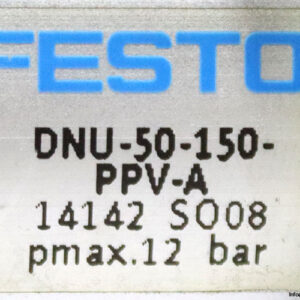 FESTO
DNU-50-150-
PPV-A
14142 SO08
pmax.12 bar